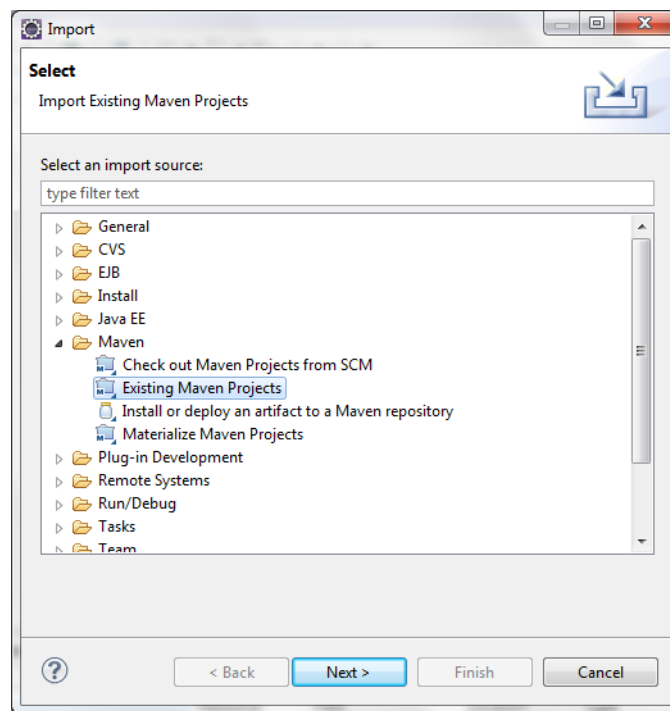 Import
Select
Import Existing Maven Projects
Select an import source:
type filter text
General
CVS
EJB
Install
Java EE
Maven
Check out Maven Projects from SCM
Existing Maven Projects
Install or deploy an artifact to a Maven repository
Materialize Maven Projects
Plug-in Development
Remote Systems
Run/Debug
Tasks
Team
< Back Next > Finish Cancel